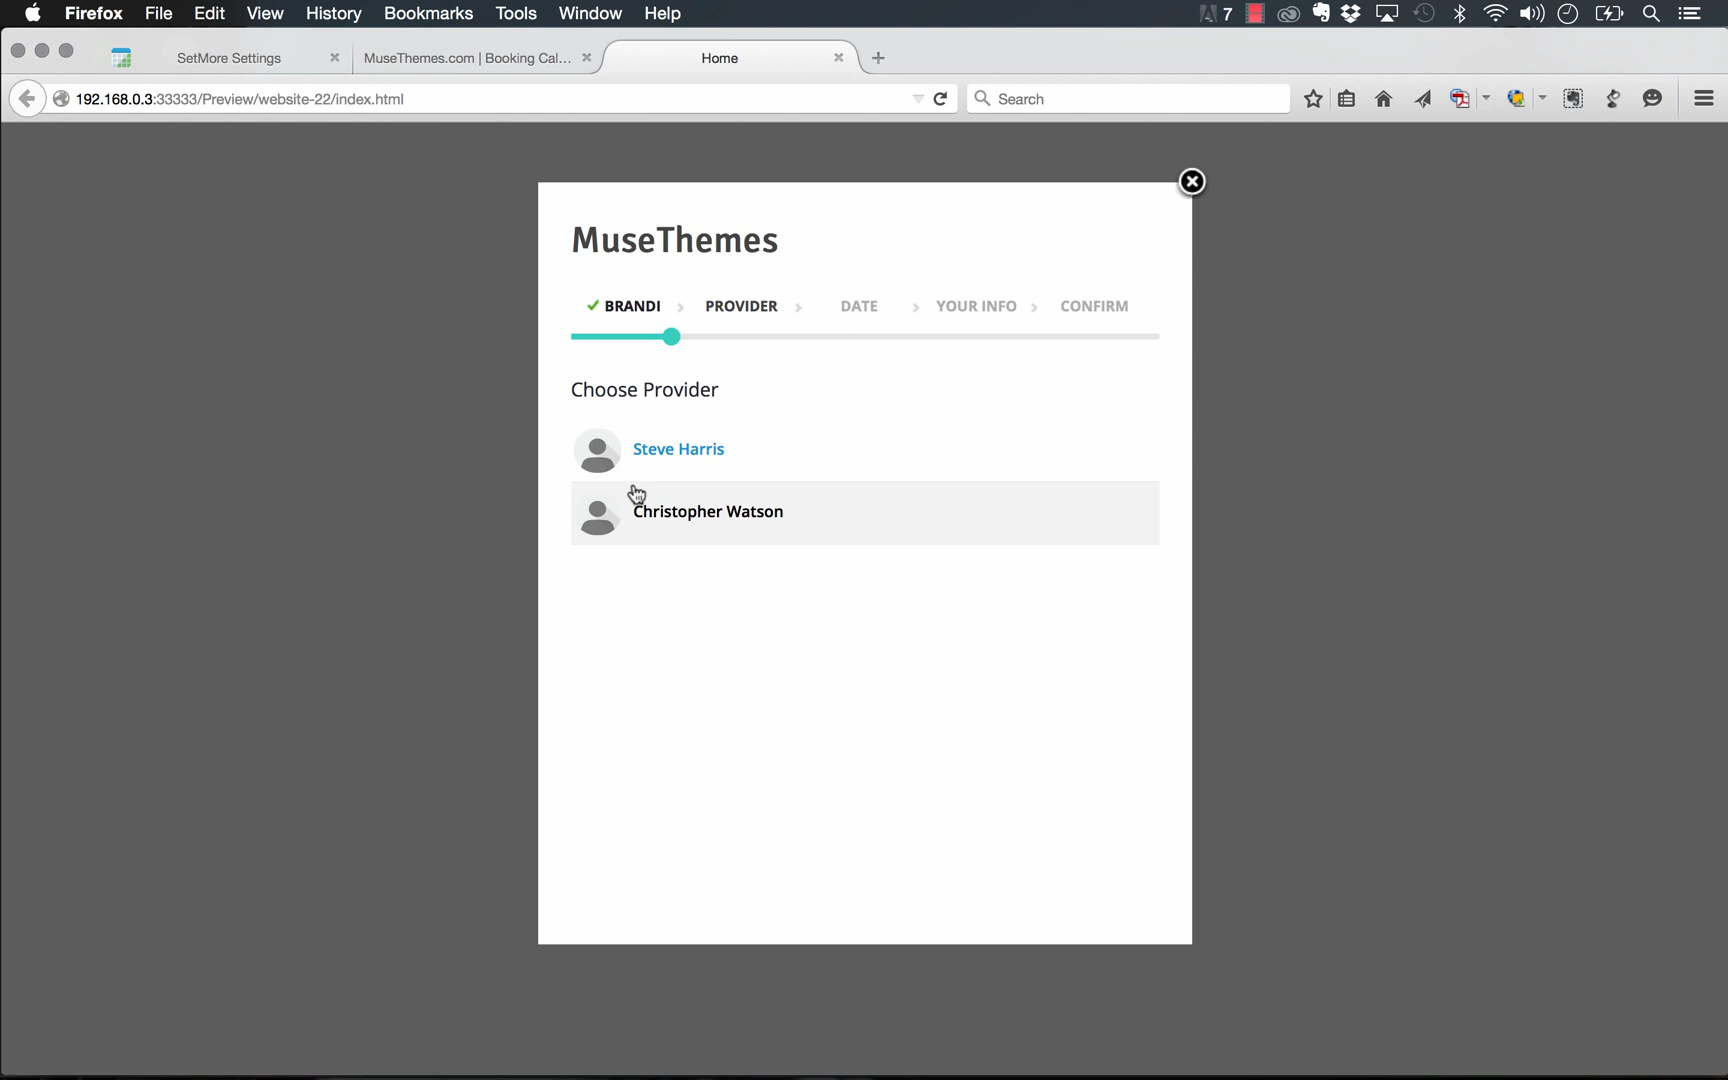 Firefox File Edit View History Bookmarks Tools Window Help 7
SetMore Settings MuseThemes.com | Booking Cal... Home
192.168.0.3:33333/Preview/website-22/index.html Search
MuseThemes
BRANDI PROVIDER DATE YOUR INFO CONFIRM
Choose Provider
Steve Harris
Christopher Watson